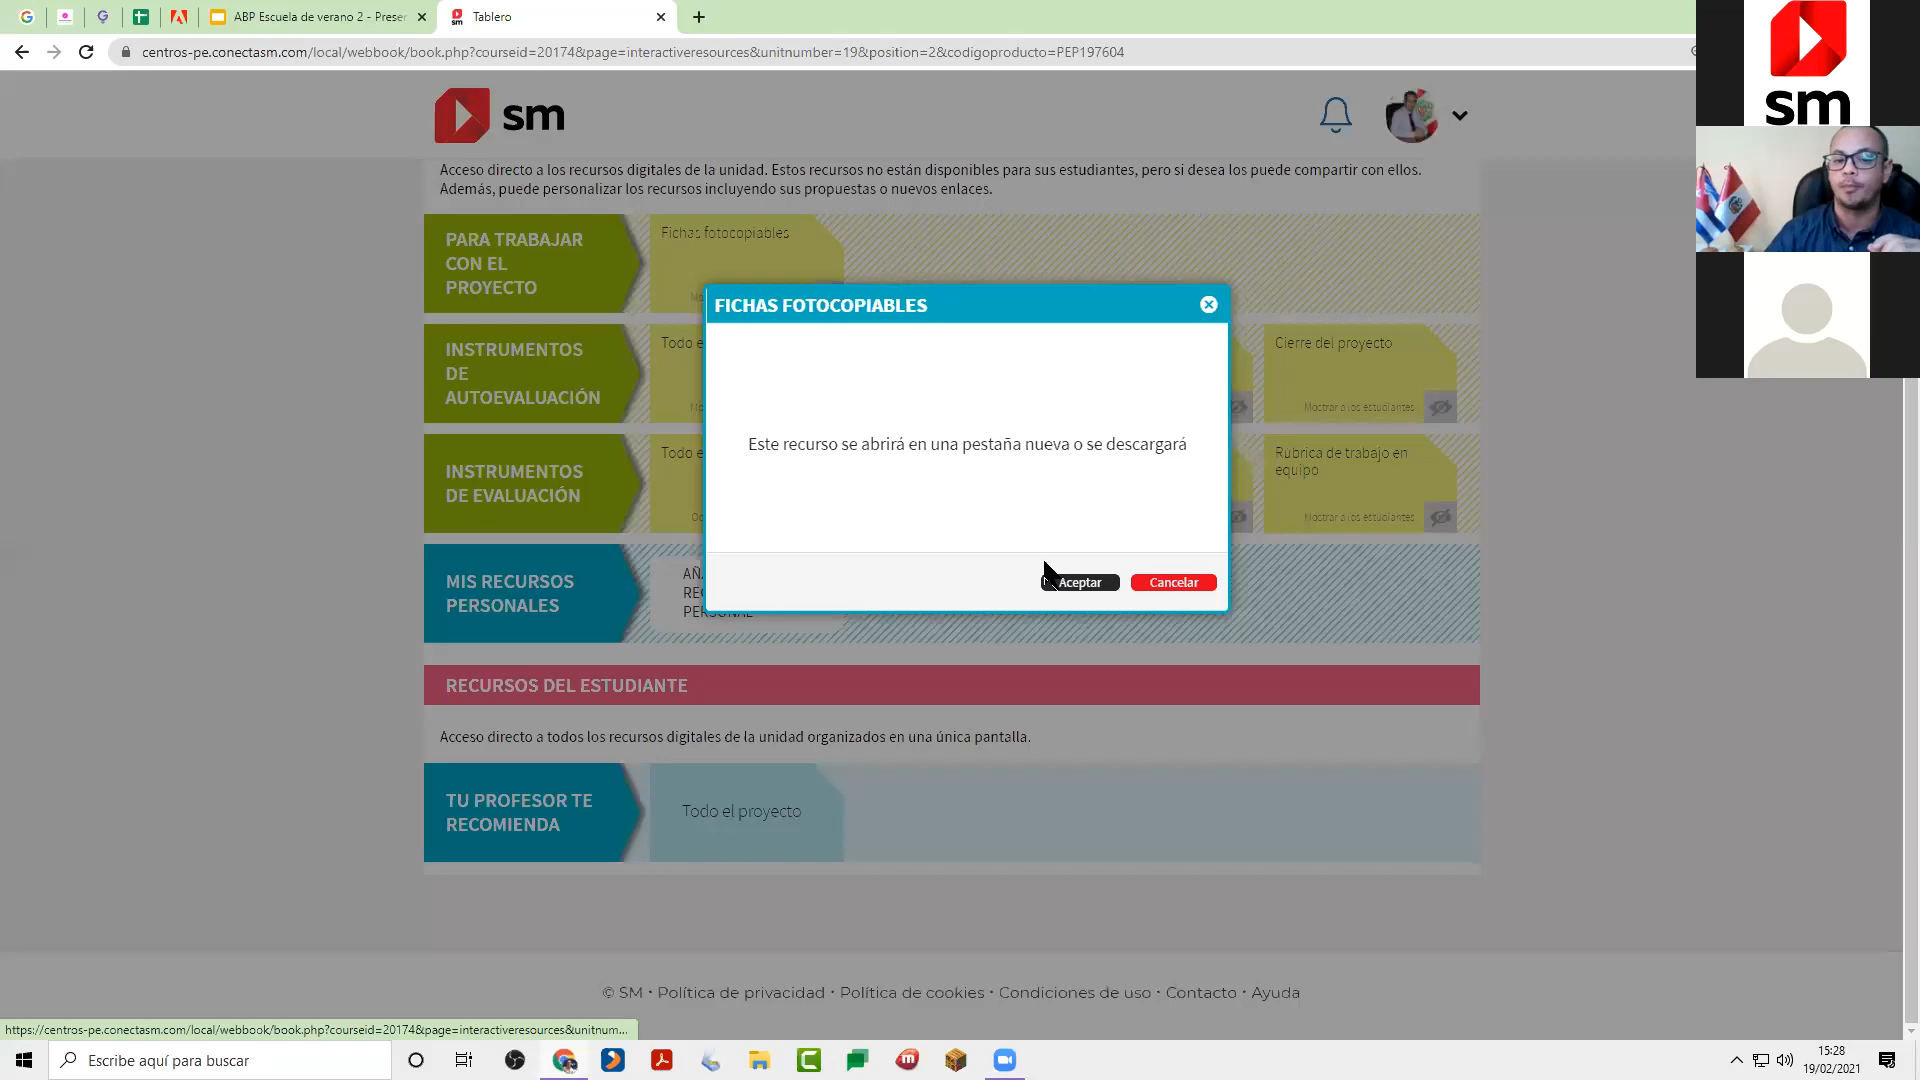 ABP Escuela de verano 2 - Preser
Tablero
centros-pe.conectasm.com/local/webbook/book.php?courseid=20174&page=interactiveresources&unitnumber=19&position=2&codigoproducto=PEP197604
sm
sm
Acceso directo a los recursos digitales de la unidad. Estos recursos no están disponibles para sus estudiantes, pero si desea los puede compartir con ellos.
Además, puede personalizar los recursos incluyendo sus propuestas o nuevos enlaces.
PARA TRABAJAR
CON EL
PROYECTO
Fichas fotocopiables
FICHAS FOTOCOPIABLES
Este recurso se abrirá en una pestaña nueva o se descargará
Aceptar
Cancelar
INSTRUMENTOS
DE
AUTOEVALUACIÓN
Todo e
Cierre del proyecto
Mostrar a los estudiantes
INSTRUMENTOS
DE EVALUACIÓN
Todo e
Rúbrica de trabajo en
equipo
Mostrar a los estudiantes
MIS RECURSOS
PERSONALES
PERSONAL
RECURSOS DEL ESTUDIANTE
Acceso directo a todos los recursos digitales de la unidad organizados en una única pantalla.
TU PROFESOR TE
RECOMIENDA
Todo el proyecto
© SM · Política de privacidad · Política de cookies · Condiciones de uso · Contacto · Ayuda
https://centros-pe.conectasm.com/local/webbook/book.php?courseid=20174&page=interactiveresources&unitnum...
Escribe aquí para buscar
15:28
19/02/2021